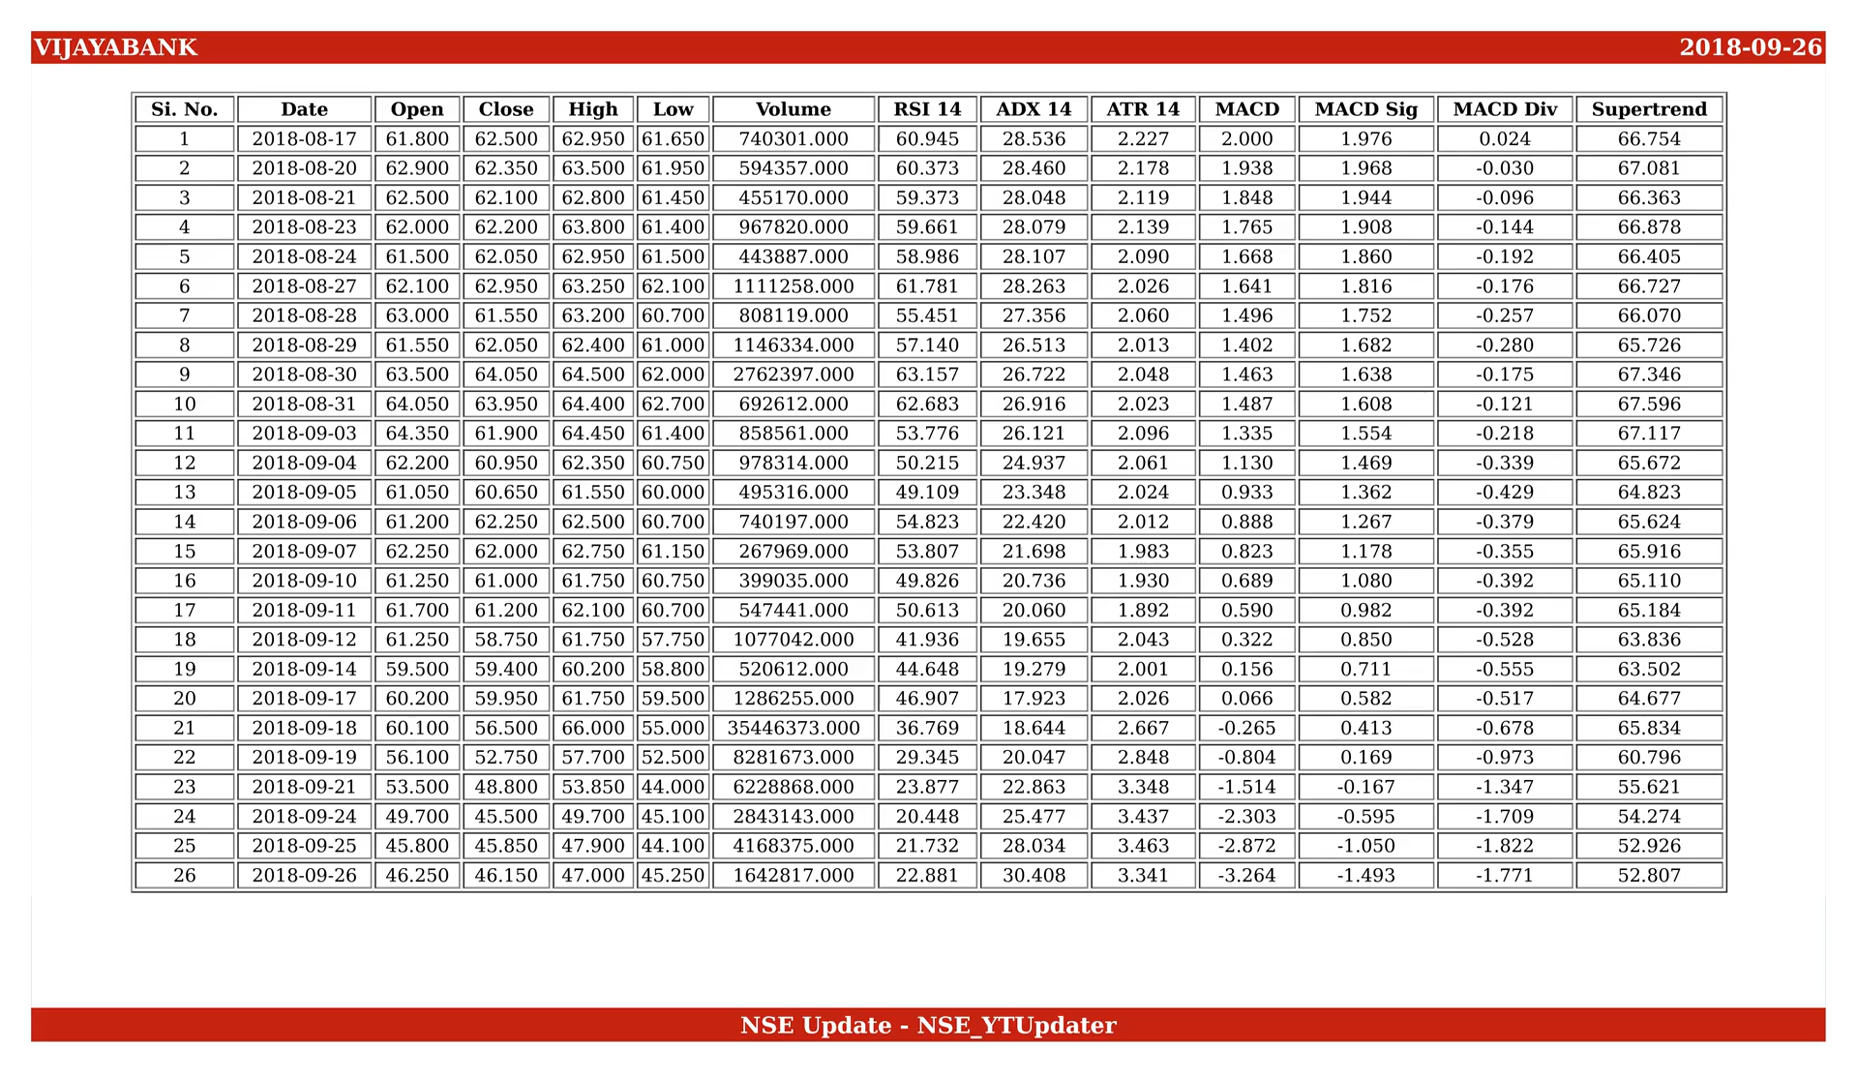 VIJAYABANK 2018-09-26
Si. No. Date Open Close High Low Volume RSI 14 ADX 14 ATR 14 MACD MACD Sig MACD Div Supertrend
1 2018-08-17 61.800 62.500 62.950 61.650 740301.000 60.945 28.536 2.227 2.000 1.976 0.024 66.754
2 2018-08-20 62.900 62.350 63.500 61.950 594357.000 60.373 28.460 2.178 1.938 1.968 -0.030 67.081
3 2018-08-21 62.500 62.100 62.800 61.450 455170.000 59.373 28.048 2.119 1.848 1.944 -0.096 66.363
4 2018-08-23 62.000 62.200 63.800 61.400 967820.000 59.661 28.079 2.139 1.765 1.908 -0.144 66.878
5 2018-08-24 61.500 62.050 62.950 61.500 443887.000 58.986 28.107 2.090 1.668 1.860 -0.192 66.405
6 2018-08-27 62.100 62.950 63.250 62.100 1111258.000 61.781 28.263 2.026 1.641 1.816 -0.176 66.727
7 2018-08-28 63.000 61.550 63.200 60.700 808119.000 55.451 27.356 2.060 1.496 1.752 -0.257 66.070
8 2018-08-29 61.550 62.050 62.400 61.000 1146334.000 57.140 26.513 2.013 1.402 1.682 -0.280 65.726
9 2018-08-30 63.500 64.050 64.500 62.000 2762397.000 63.157 26.722 2.048 1.463 1.638 -0.175 67.346
10 2018-08-31 64.050 63.950 64.400 62.700 692612.000 62.683 26.916 2.023 1.487 1.608 -0.121 67.596
11 2018-09-03 64.350 61.900 64.450 61.400 858561.000 53.776 26.121 2.096 1.335 1.554 -0.218 67.117
12 2018-09-04 62.200 60.950 62.350 60.750 978314.000 50.215 24.937 2.061 1.130 1.469 -0.339 65.672
13 2018-09-05 61.050 60.650 61.550 60.000 495316.000 49.109 23.348 2.024 0.933 1.362 -0.429 64.823
14 2018-09-06 61.200 62.250 62.500 60.700 740197.000 54.823 22.420 2.012 0.888 1.267 -0.379 65.624
15 2018-09-07 62.250 62.000 62.750 61.150 267969.000 53.807 21.698 1.983 0.823 1.178 -0.355 65.916
16 2018-09-10 61.250 61.000 61.750 60.750 399035.000 49.826 20.736 1.930 0.689 1.080 -0.392 65.110
17 2018-09-11 61.700 61.200 62.100 60.700 547441.000 50.613 20.060 1.892 0.590 0.982 -0.392 65.184
18 2018-09-12 61.250 58.750 61.750 57.750 1077042.000 41.936 19.655 2.043 0.322 0.850 -0.528 63.836
19 2018-09-14 59.500 59.400 60.200 58.800 520612.000 44.648 19.279 2.001 0.156 0.711 -0.555 63.502
20 2018-09-17 60.200 59.950 61.750 59.500 1286255.000 46.907 17.923 2.026 0.066 0.582 -0.517 64.677
21 2018-09-18 60.100 56.500 66.000 55.000 35446373.000 36.769 18.644 2.667 -0.265 0.413 -0.678 65.834
22 2018-09-19 56.100 52.750 57.700 52.500 8281673.000 29.345 20.047 2.848 -0.804 0.169 -0.973 60.796
23 2018-09-21 53.500 48.800 53.850 44.000 6228868.000 23.877 22.863 3.348 -1.514 -0.167 -1.347 55.621
24 2018-09-24 49.700 45.500 49.700 45.100 2843143.000 20.448 25.477 3.437 -2.303 -0.595 -1.709 54.274
25 2018-09-25 45.800 45.850 47.900 44.100 4168375.000 21.732 28.034 3.463 -2.872 -1.050 -1.822 52.926
26 2018-09-26 46.250 46.150 47.000 45.250 1642817.000 22.881 30.408 3.341 -3.264 -1.493 -1.771 52.807
NSE Update - NSE_YTUpdater